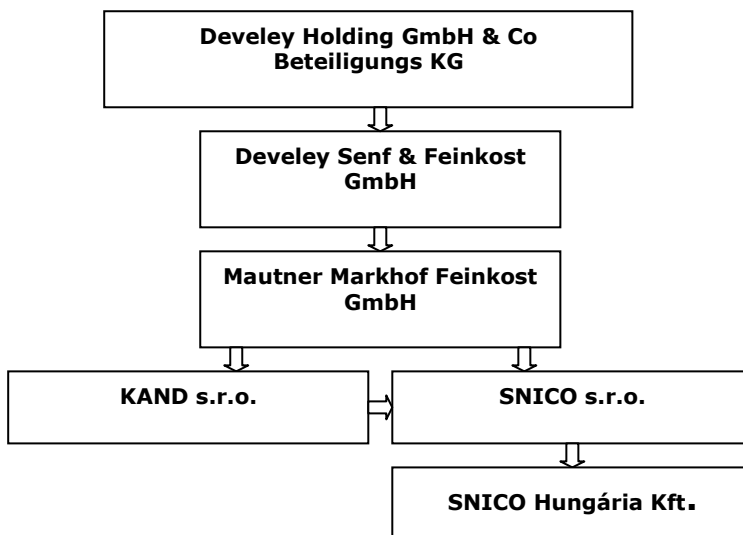 Develey Holding GmbH & Co
Beteiligungs KG
Develey Senf & Feinkost
GmbH
Mautner Markhof Feinkost
GmbH
KAND s.r.o.
SNICO s.r.o.
SNICO Hungária Kft.